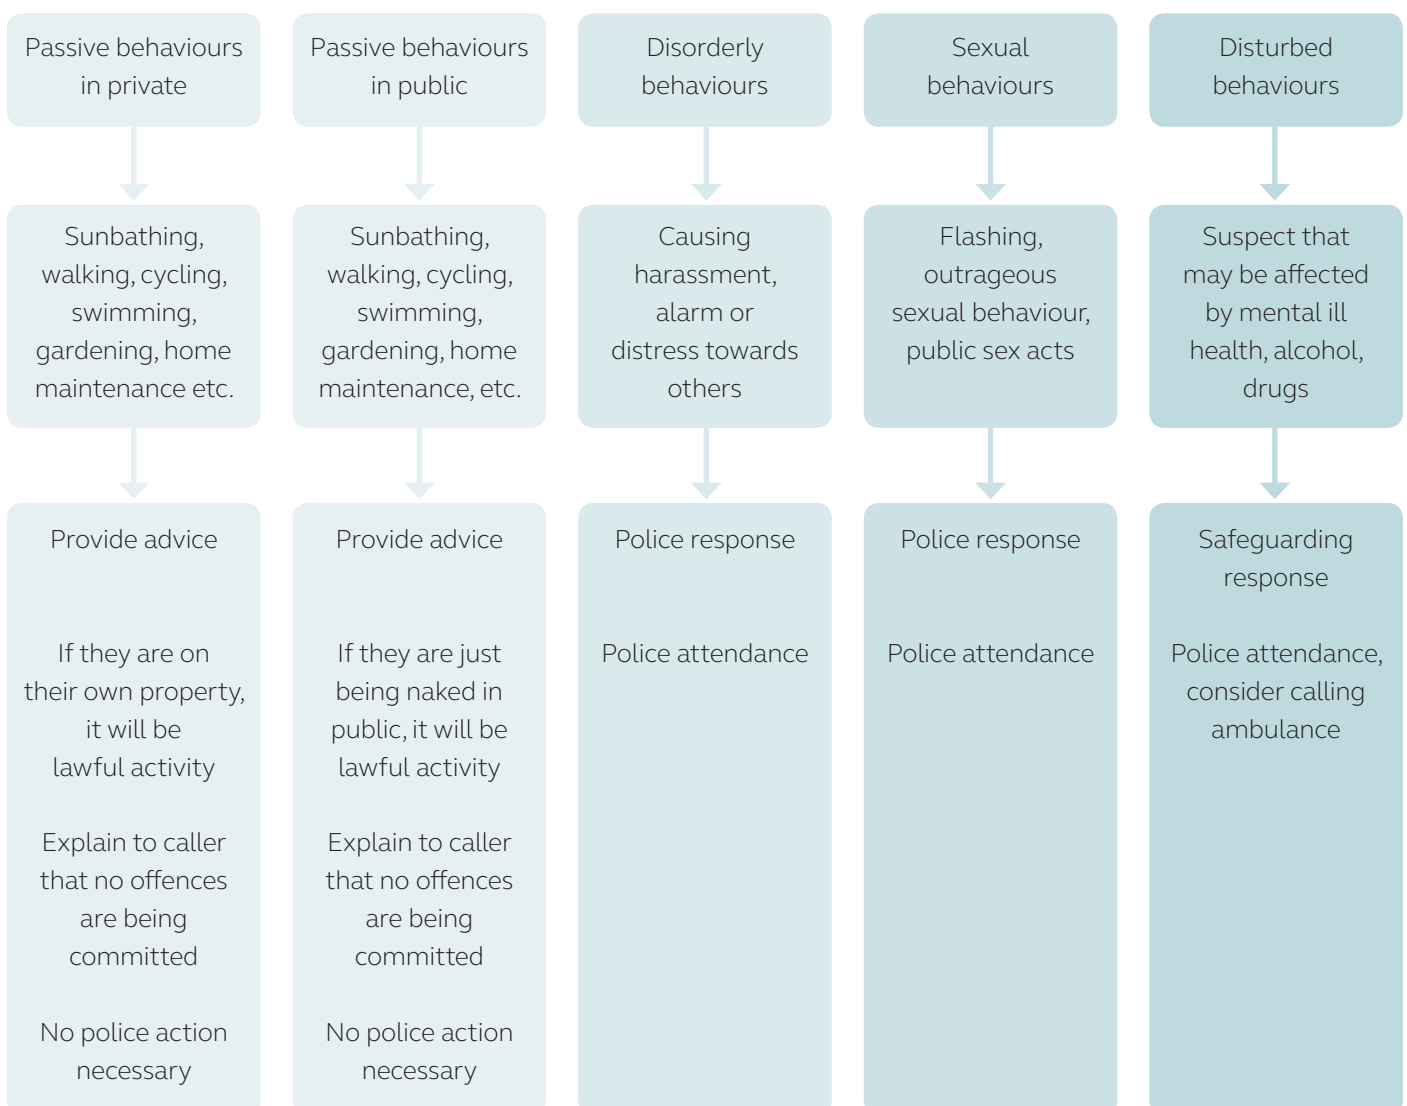 Passive behaviours
in private
Passive behaviours
in public
Disorderly
behaviours
Sexual
behaviours
Disturbed
behaviours
Sunbathing,
walking, cycling,
swimming,
gardening, home
maintenance etc.
Sunbathing,
walking, cycling,
swimming,
gardening, home
maintenance, etc.
Causing
harassment,
alarm or
distress towards
others
Flashing,
outrageous
sexual behaviour,
public sex acts
Suspect that
may be affected
by mental ill
health, alcohol,
drugs
Provide advice
If they are on
their own property,
it will be
lawful activity
Explain to caller
that no offences
are being
committed
No police action
necessary
Provide advice
If they are just
being naked in
public, it will be
lawful activity
Explain to caller
that no offences
are being
committed
No police action
necessary
Police response
Police attendance
Police response
Police attendance
Safeguarding
response
Police attendance,
consider calling
ambulance